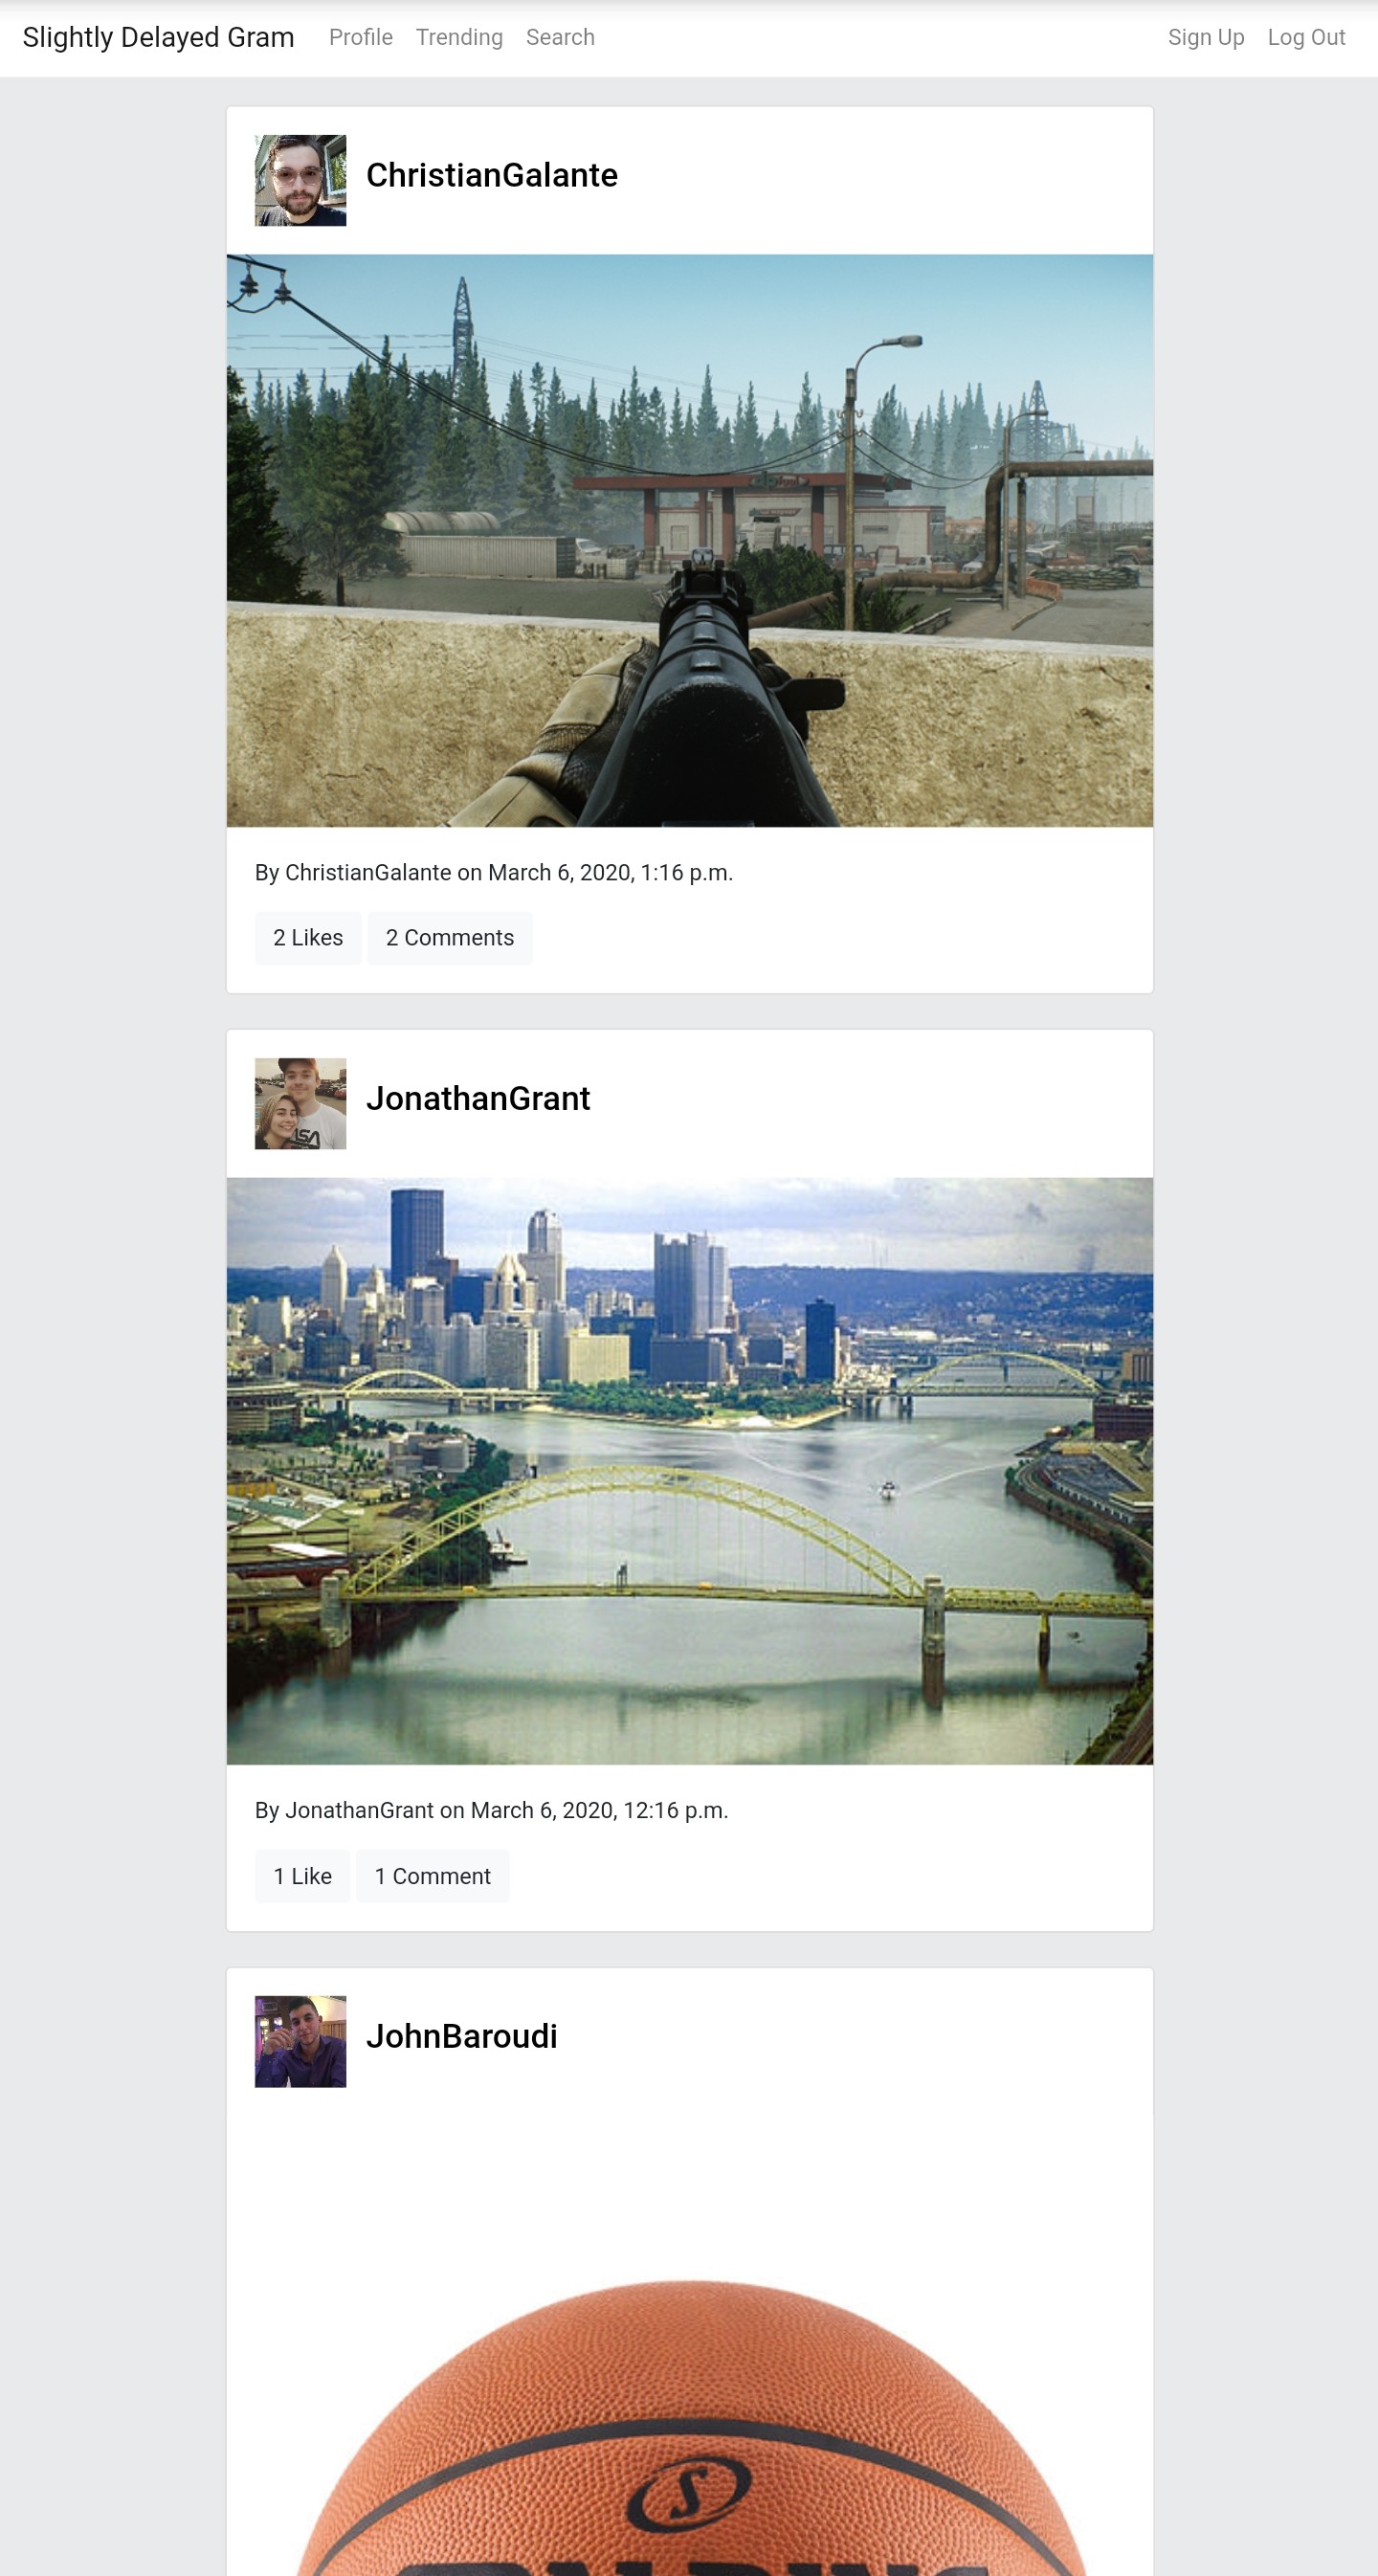 Slightly Delayed Gram Profile Trending Search Sign Up Log Out
ChristianGalante
By ChristianGalante on March 6, 2020, 1:16 p.m.
2 Likes 2 Comments
JonathanGrant
By JonathanGrant on March 6, 2020, 12:16 p.m.
1 Like 1 Comment
JohnBaroudi